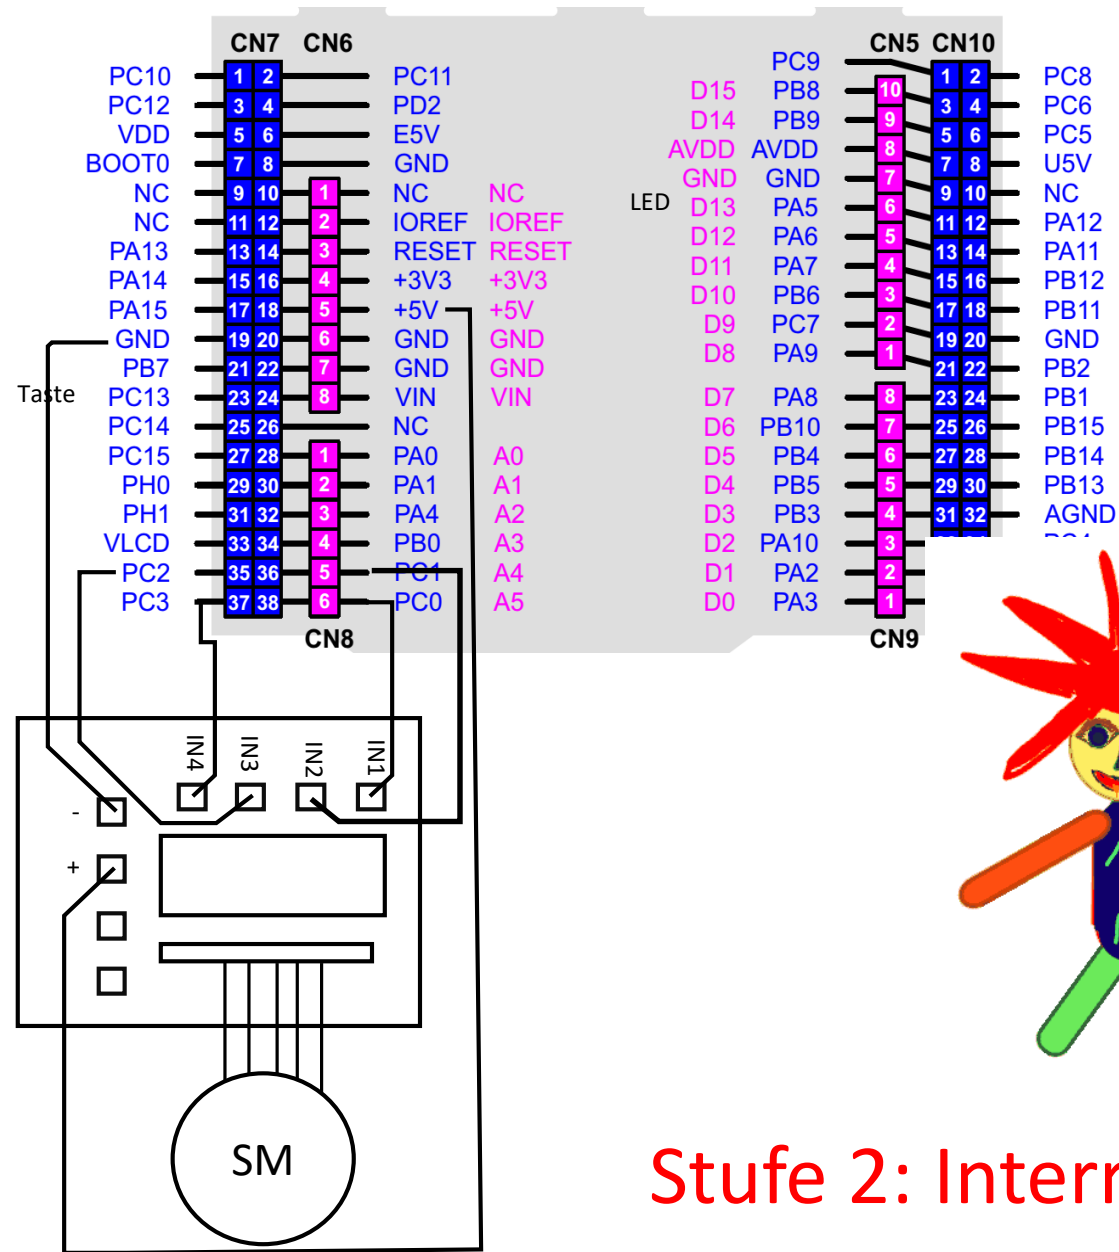 CN7 CN6 CN5 CN10
PC9
PC10 1 2 PC11 D15 PB8 10 1 2 PC8
PC12 3 4 PD2 D14 PB9 9 3 4 PC6
VDD 5 6 E5V AVDD AVDD 8 5 6 PC5
BOOT0 7 8 GND GND GND 7 7 8 U5V
NC 9 10 1 NC NC LED D13 PA5 6 9 10 NC
NC 11 12 2 IOREF IOREF D12 PA6 5 11 12 PA12
PA13 13 14 3 RESET RESET D11 PA7 4 13 14 PA11
PA14 15 16 4 +3V3 +3V3 D10 PB6 3 15 16 PB12
PA15 17 18 5 +5V +5V D9 PC7 2 17 18 PB11
GND 19 20 6 GND GND D8 PA9 1 19 20 GND
PB7 21 22 7 GND GND 21 22 PB2
Taste PC13 23 24 8 VIN VIN D7 PA8 8 23 24 PB1
PC14 25 26 NC D6 PB10 7 25 26 PB15
PC15 27 28 1 PA0 A0 D5 PB4 6 27 28 PB14
PH0 29 30 2 PA1 A1 D4 PB5 5 29 30 PB13
PH1 31 32 3 PA4 A2 D3 PB3 4 31 32 AGND
VLCD 33 34 4 PB0 A3 D2 PA10 3
PC2 35 36 5 PC1 A4 D1 PA2 2
PC3 37 38 6 PC0 A5 D0 PA3 1
CN8 CN9
IN4 IN3 IN2 IN1
-
+
SM
Stufe 2: Interr